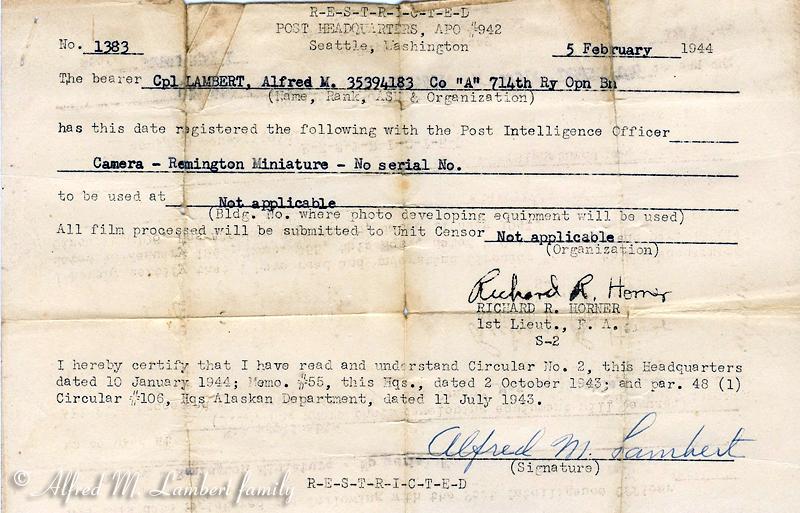 R-E-S-T-R-I-C-T-E-D
POST HEADQUARTERS, APO #942
No. 1383 Seattle, Washington 5 February 1944
The bearer Cpl LAMBERT, Alfred M. 35394183 Co "A" 714th Ry Opn Bn
(Name, Rank, ASN & Organization)
has this date registered the following with the Post Intelligence Officer
Camera - Remington Miniature - No serial No.
to be used at Not applicable
(Bldg. No. where photo developing equipment will be used)
All film processed will be submitted to Unit Censor Not applicable
(Organization)
Richard R. Horner
RICHARD R. HORNER
1st Lieut., F. A.
S-2
I hereby certify that I have read and understand Circular No. 2, this Headquarters
dated 10 January 1944; Memo. #55, this Hqs., dated 2 October 1943; and par. 48 (1)
Circular #106, Hqs Alaskan Department, dated 11 July 1943.
Alfred M. Lambert
(Signature)
© Alfred M. Lambert family
R-E-S-T-R-I-C-T-E-D